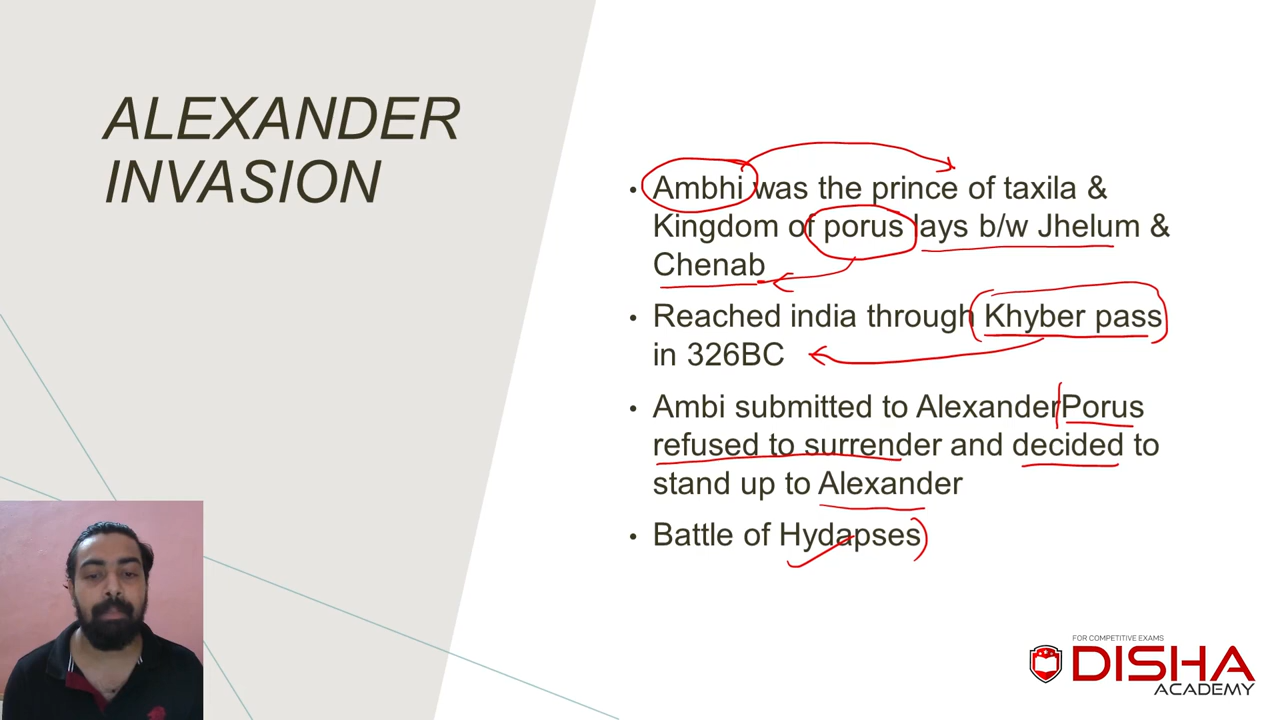 ALEXANDER
INVASION
• Ambhi was the prince of taxila &
Kingdom of porus lays b/w Jhelum &
Chenab
• Reached india through Khyber pass
in 326BC
• Ambi submitted to Alexander Porus
refused to surrender and decided to
stand up to Alexander
• Battle of Hydapses
FOR COMPETITIVE EXAMS
DISHA
ACADEMY